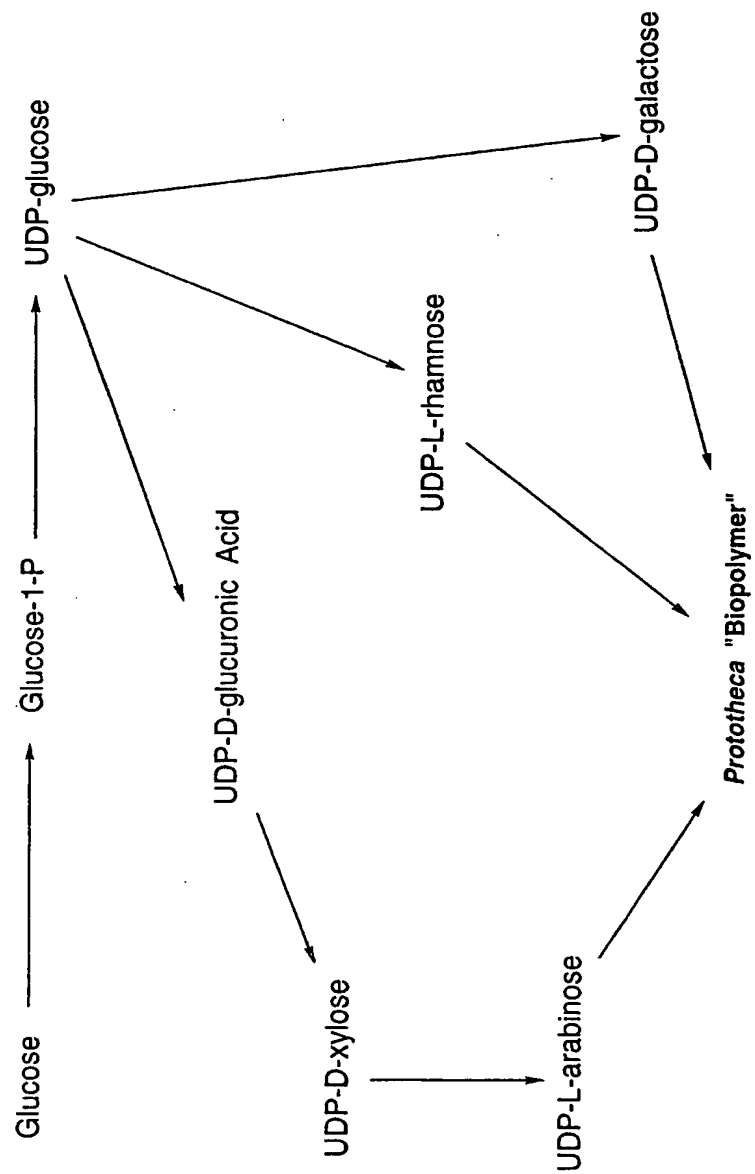 Glucose
Glucose-1-P
UDP-glucose
UDP-D-glucuronic Acid
UDP-D-xylose
UDP-L-rhamnose
UDP-L-arabinose
UDP-D-galactose
Prototheca "Biopolymer"